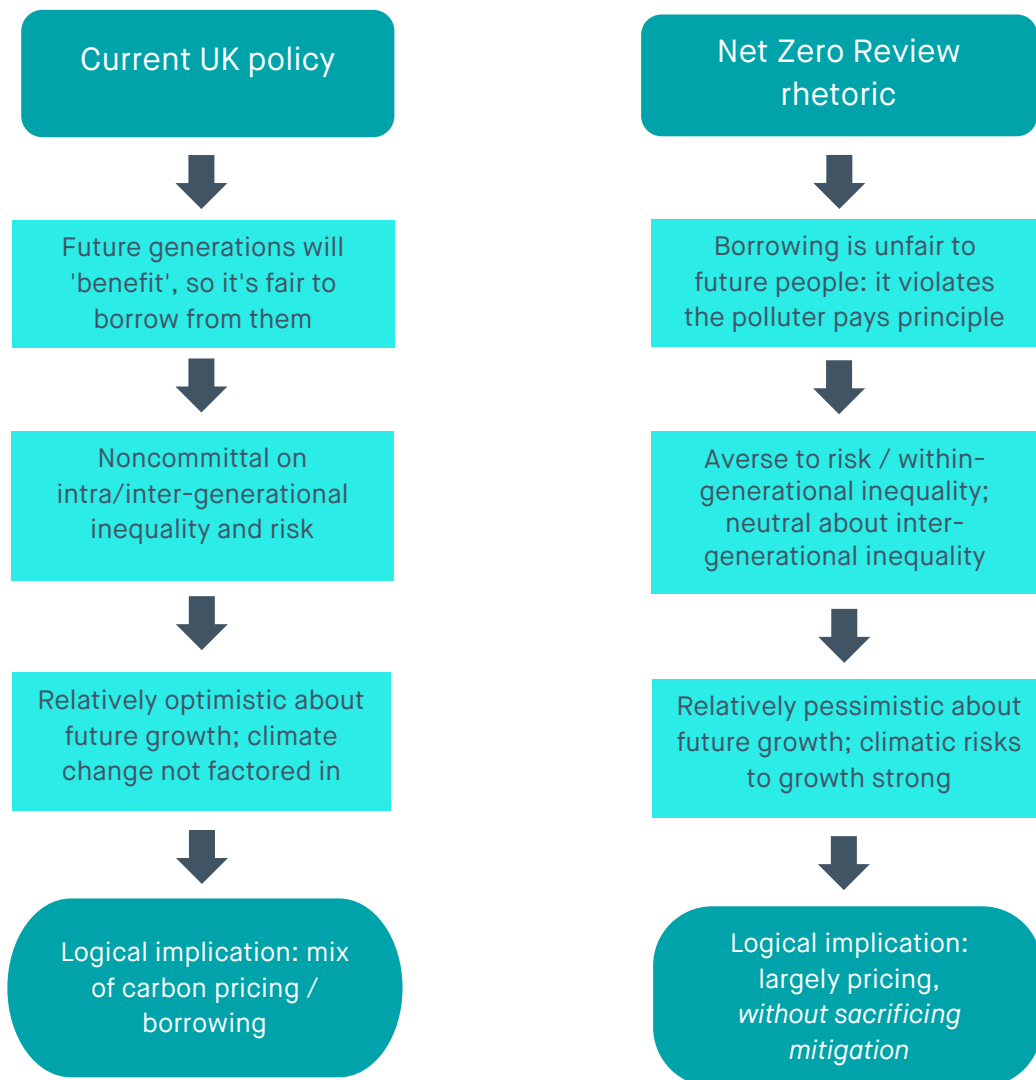 Current UK policy
Future generations will
'benefit', so it's fair to
borrow from them
Noncommittal on
intra/inter-generational
inequality and risk
Relatively optimistic about
future growth; climate
change not factored in
Logical implication: mix
of carbon pricing /
borrowing
Net Zero Review
rhetoric
Borrowing is unfair to
future people: it violates
the polluter pays principle
Averse to risk / within-
generational inequality;
neutral about inter-
generational inequality
Relatively pessimistic about
future growth; climatic risks
to growth strong
Logical implication:
largely pricing,
without sacrificing
mitigation